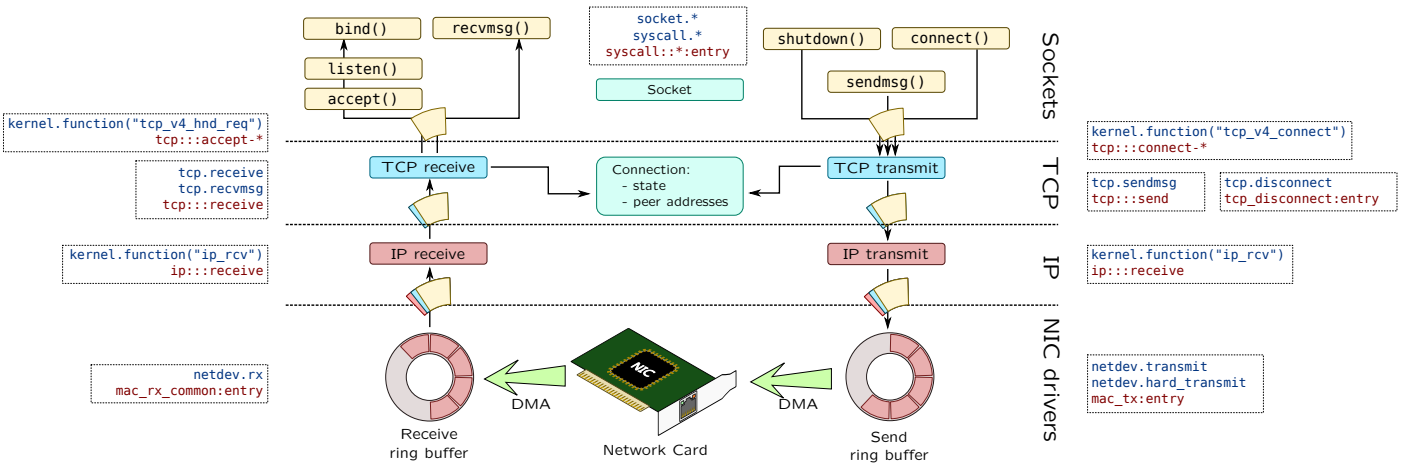 bind()
recvmsg()
listen()
accept()
socket.*
syscall.*
syscall::*:entry
Socket
shutdown()
connect()
sendmsg()
Sockets
kernel.function("tcp_v4_hnd_req")
tcp:::accept-*
tcp.receive
tcp.recvmsg
tcp:::receive
TCP receive
Connection:
- state
- peer addresses
TCP transmit
TCP
kernel.function("tcp_v4_connect")
tcp:::connect-*
tcp.sendmsg
tcp:::send
tcp.disconnect
tcp_disconnect:entry
kernel.function("ip_rcv")
ip:::receive
IP receive
IP transmit
IP
kernel.function("ip_rcv")
ip:::receive
netdev.rx
mac_rx_common:entry
Receive
ring buffer
DMA
NIC
Network Card
DMA
Send
ring buffer
NIC drivers
netdev.transmit
netdev.hard_transmit
mac_tx:entry